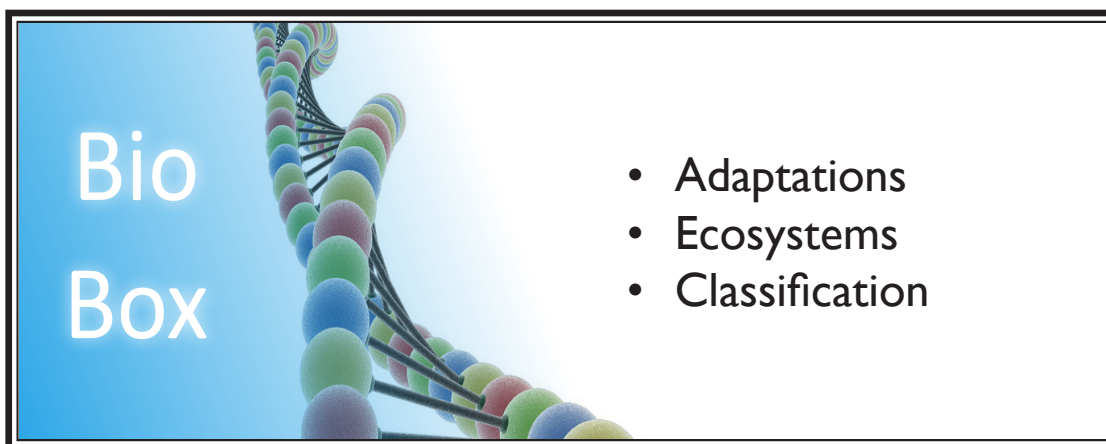 Bio
Box
• Adaptations
• Ecosystems
• Classification